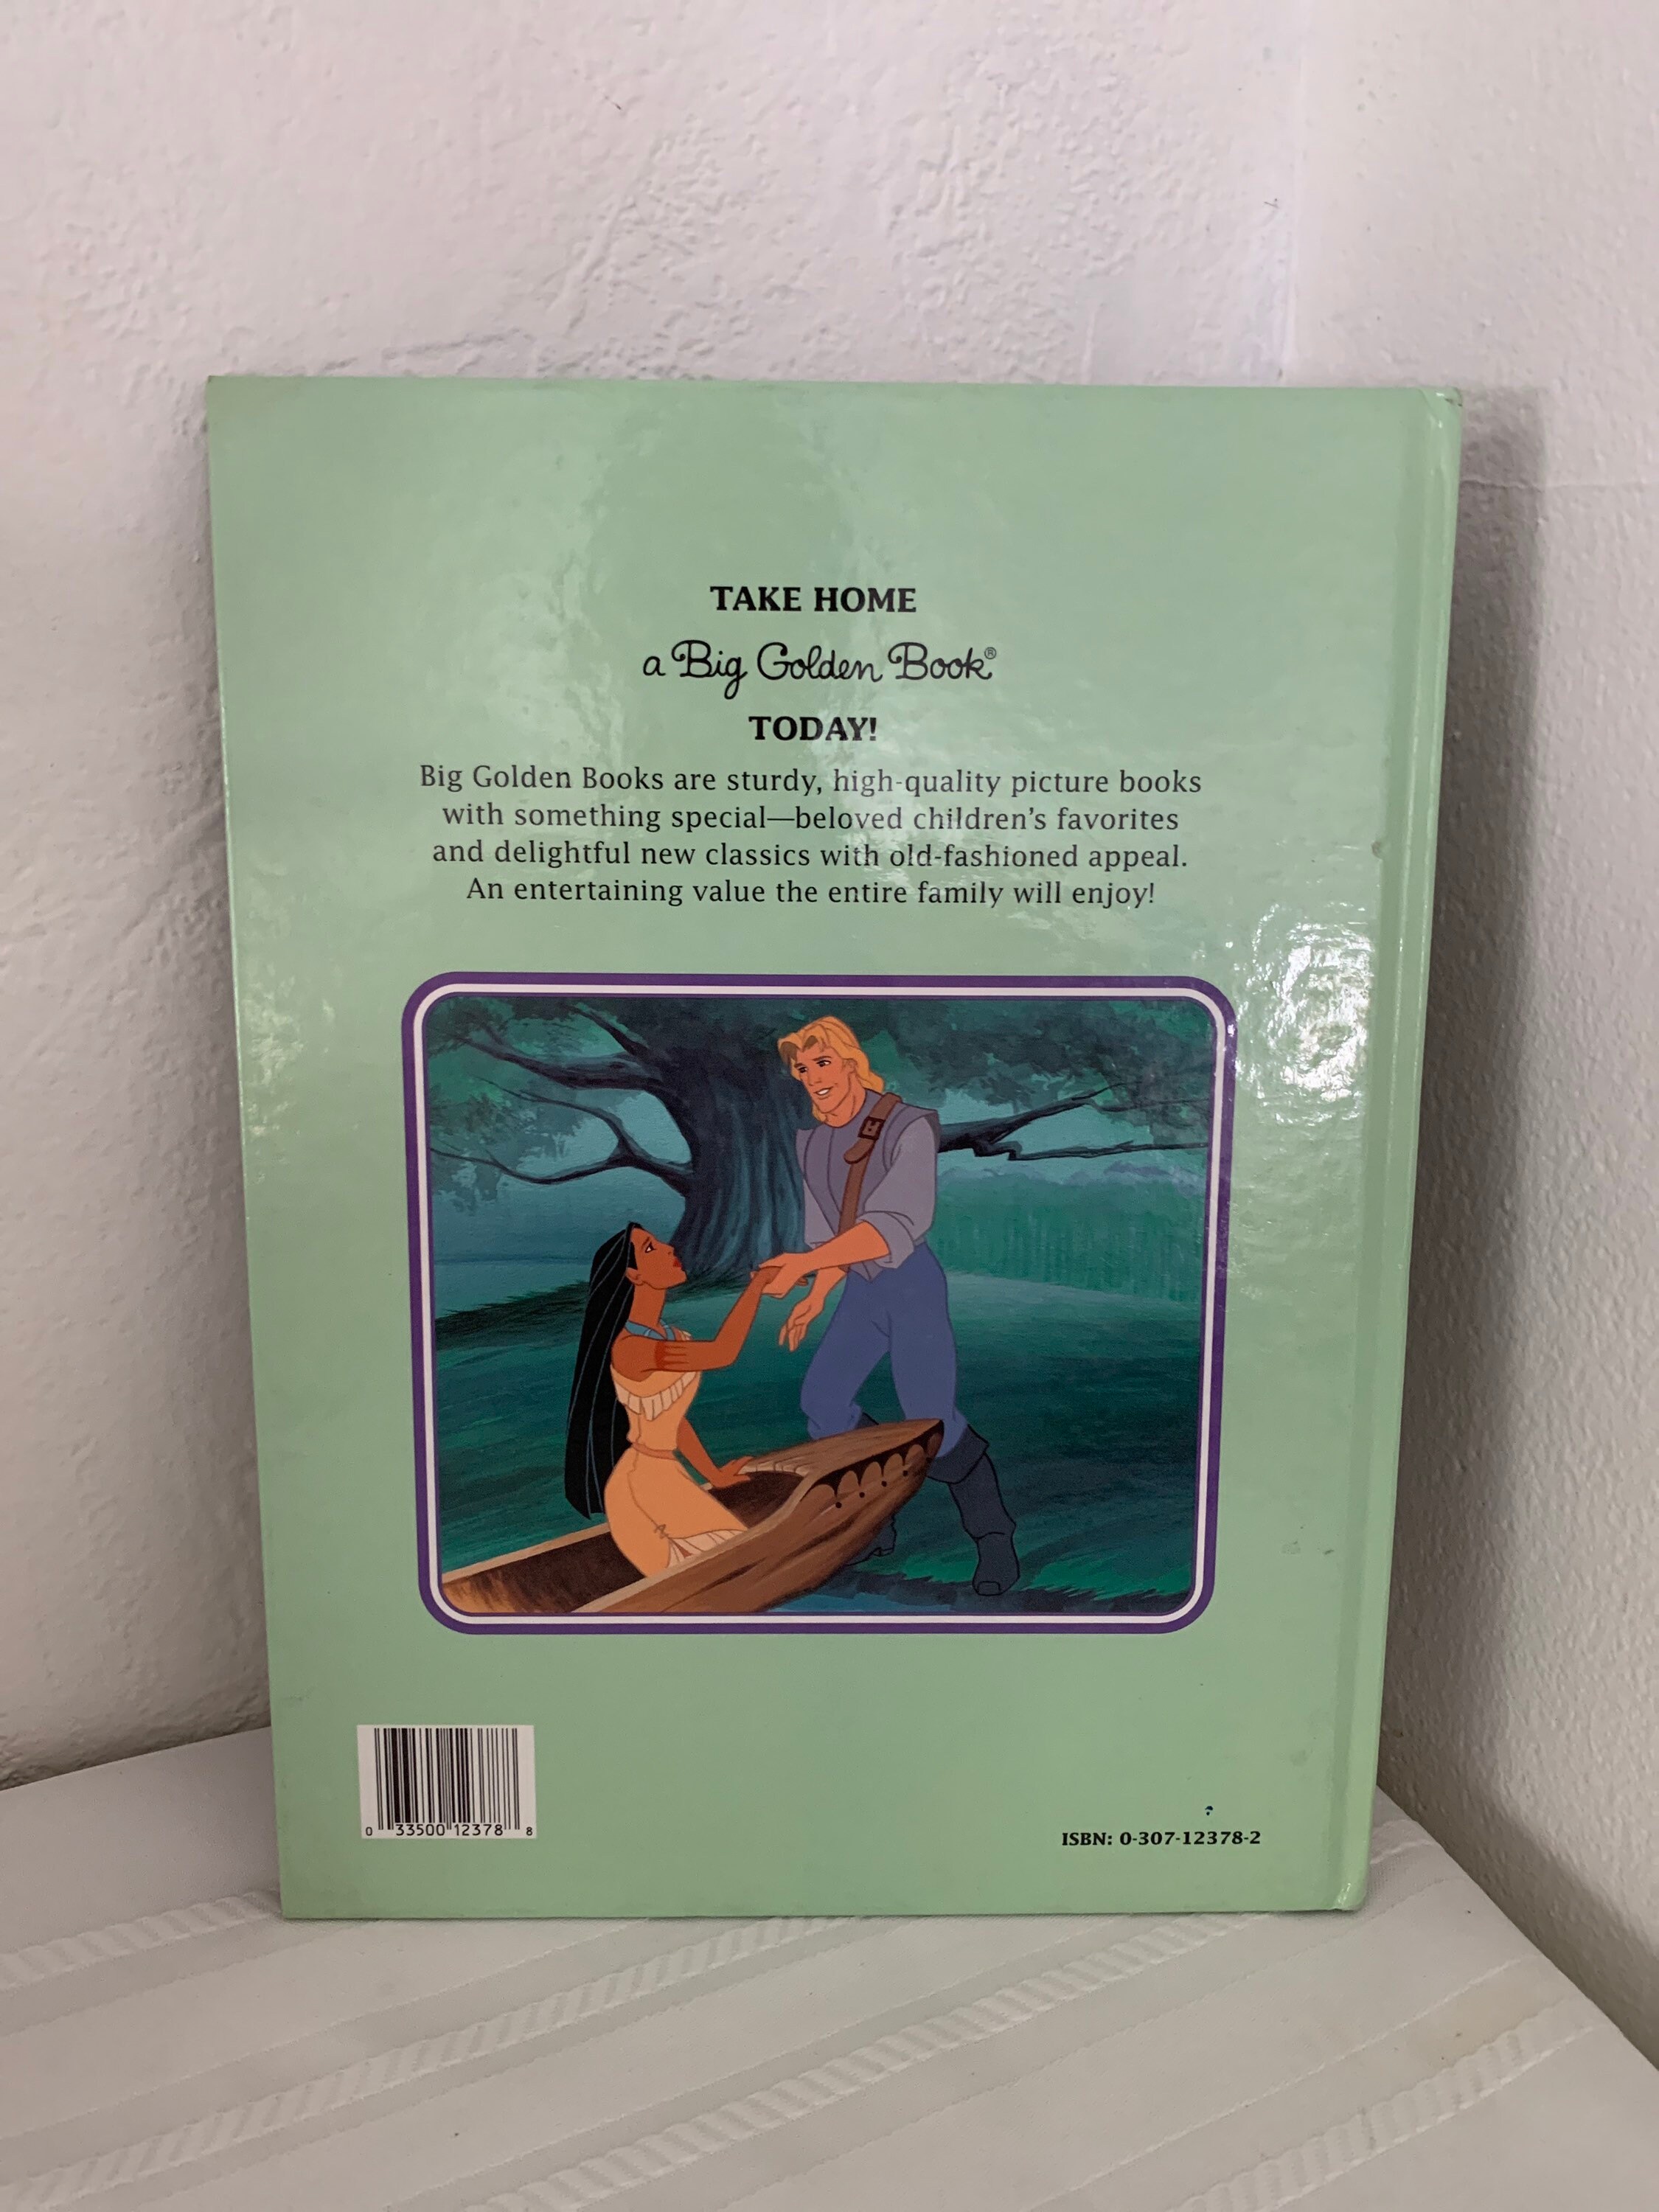 TAKE HOME
a Big Golden Book®
TODAY!
Big Golden Books are sturdy, high-quality picture books
with something special—beloved children's favorites
and delightful new classics with old-fashioned appeal.
An entertaining value the entire family will enjoy!
0 33500 12378 8
ISBN: 0-307-12378-2